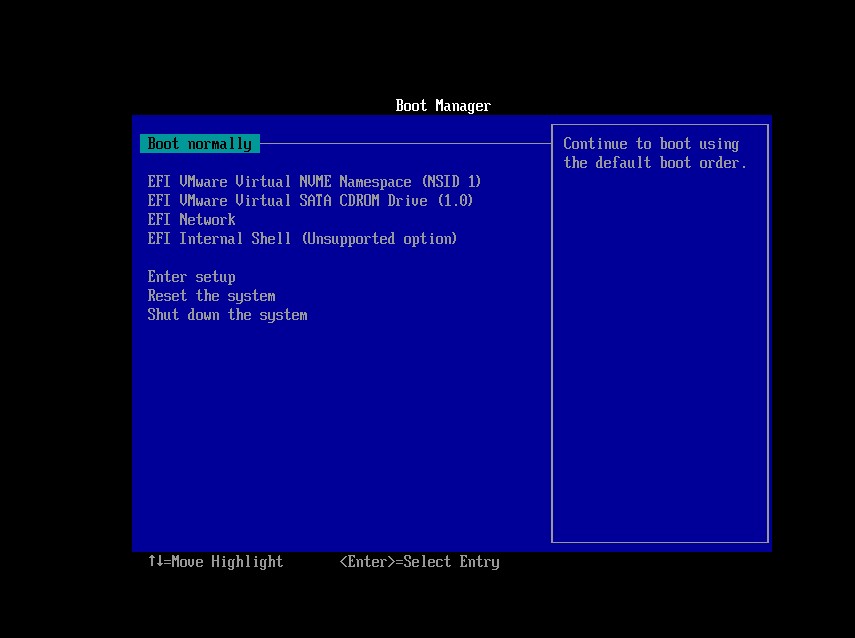 Boot Manager
Boot normally
Continue to boot using
the default boot order.
EFI VMware Virtual NVME Namespace (NSID 1)
EFI VMware Virtual SATA CDROM Drive (1.0)
EFI Network
EFI Internal Shell (Unsupported option)
Enter setup
Reset the system
Shut down the system
↑↓=Move Highlight <Enter>=Select Entry